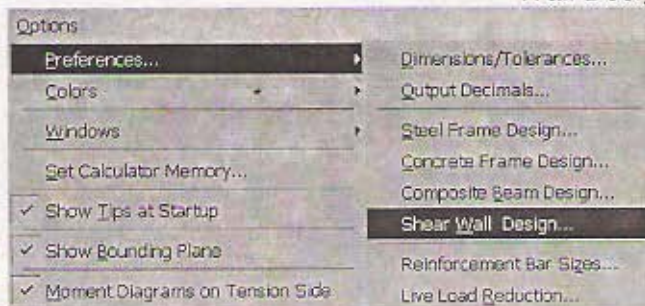 Options
Preferences...
Colors
Windows
Set Calculator Memory...
✓ Show Tips at Startup
✓ Show Bounding Plane
✓ Moment Diagrams on Tension Side
Dimensions/Tolerances...
Output Decimals...
Steel Frame Design...
Concrete Frame Design...
Composite Beam Design...
Shear Wall Design...
Reinforcement Bar Sizes...
Live Load Reduction...